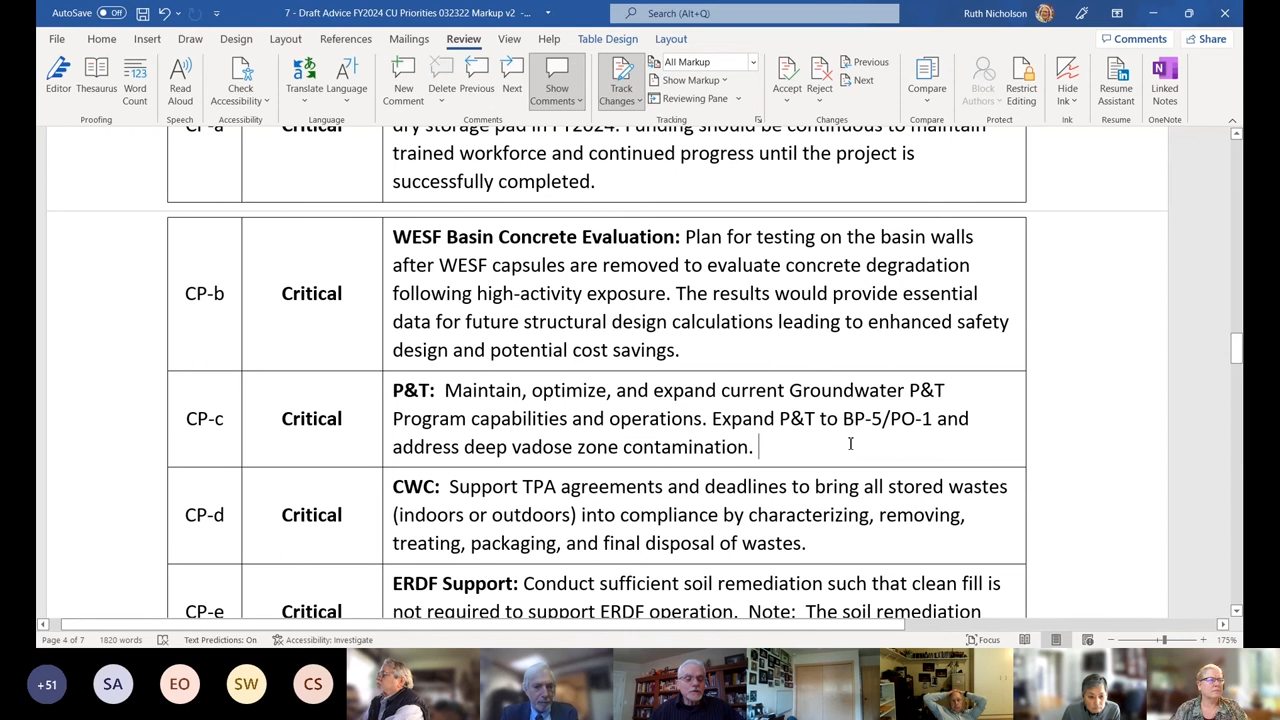 AutoSave Off 7 - Draft Advice FY2024 CU Priorities 032322 Markup v2 - ... Search (Alt+Q) Ruth Nicholson
File Home Insert Draw Design Layout References Mailings Review View Help Table Design Layout Comments Share
Editor Thesaurus Word Count Read Aloud Check Accessibility Translate Language New Comment Delete Previous Next Show Comments Track Changes All Markup Show Markup Reviewing Pane Accept Reject Previous Next Compare Block Authors Restrict Editing Hide Ink Resume Assistant Linked Notes
Proofing Speech Accessibility Language Comments Tracking Changes Compare Protect Ink Resume OneNote
CP-a Critical dry storage pad in FY2024. Funding should be continuous to maintain
trained workforce and continued progress until the project is
successfully completed.
WESF Basin Concrete Evaluation: Plan for testing on the basin walls
after WESF capsules are removed to evaluate concrete degradation
CP-b Critical following high-activity exposure. The results would provide essential
data for future structural design calculations leading to enhanced safety
design and potential cost savings.
P&T: Maintain, optimize, and expand current Groundwater P&T
CP-c Critical Program capabilities and operations. Expand P&T to BP-5/PO-1 and
address deep vadose zone contamination.
CWC: Support TPA agreements and deadlines to bring all stored wastes
CP-d Critical (indoors or outdoors) into compliance by characterizing, removing,
treating, packaging, and final disposal of wastes.
ERDF Support: Conduct sufficient soil remediation such that clean fill is
CP-e Critical not required to support ERDF operation. Note: The soil remediation
Page 4 of 7 1820 words Text Predictions: On Accessibility: Investigate Focus 175%
+51 SA EO SW CS